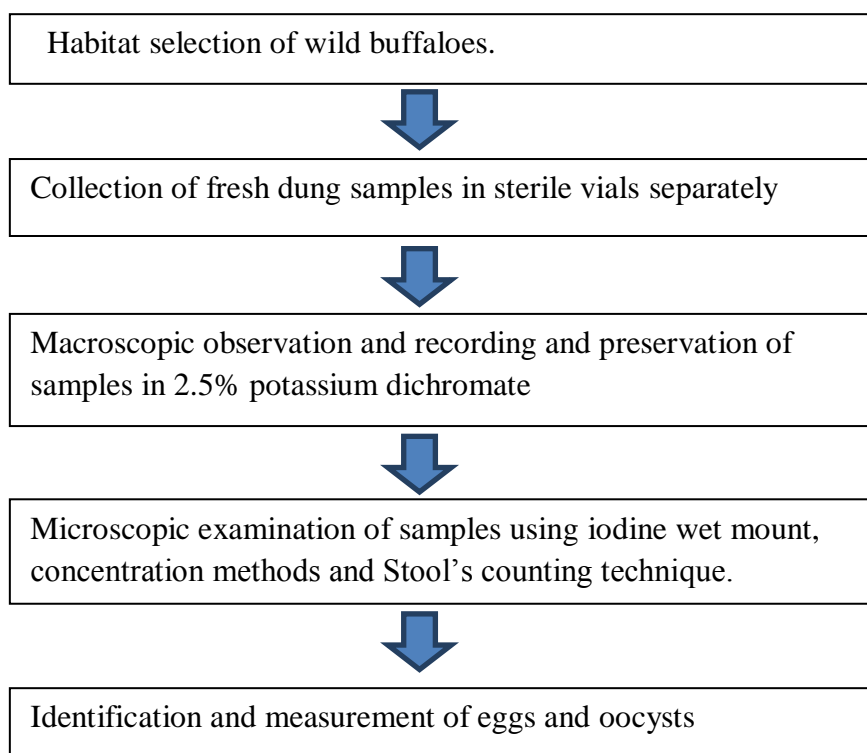 Habitat selection of wild buffaloes.
Collection of fresh dung samples in sterile vials separately
Macroscopic observation and recording and preservation of
samples in 2.5% potassium dichromate
Microscopic examination of samples using iodine wet mount,
concentration methods and Stool’s counting technique.
Identification and measurement of eggs and oocysts